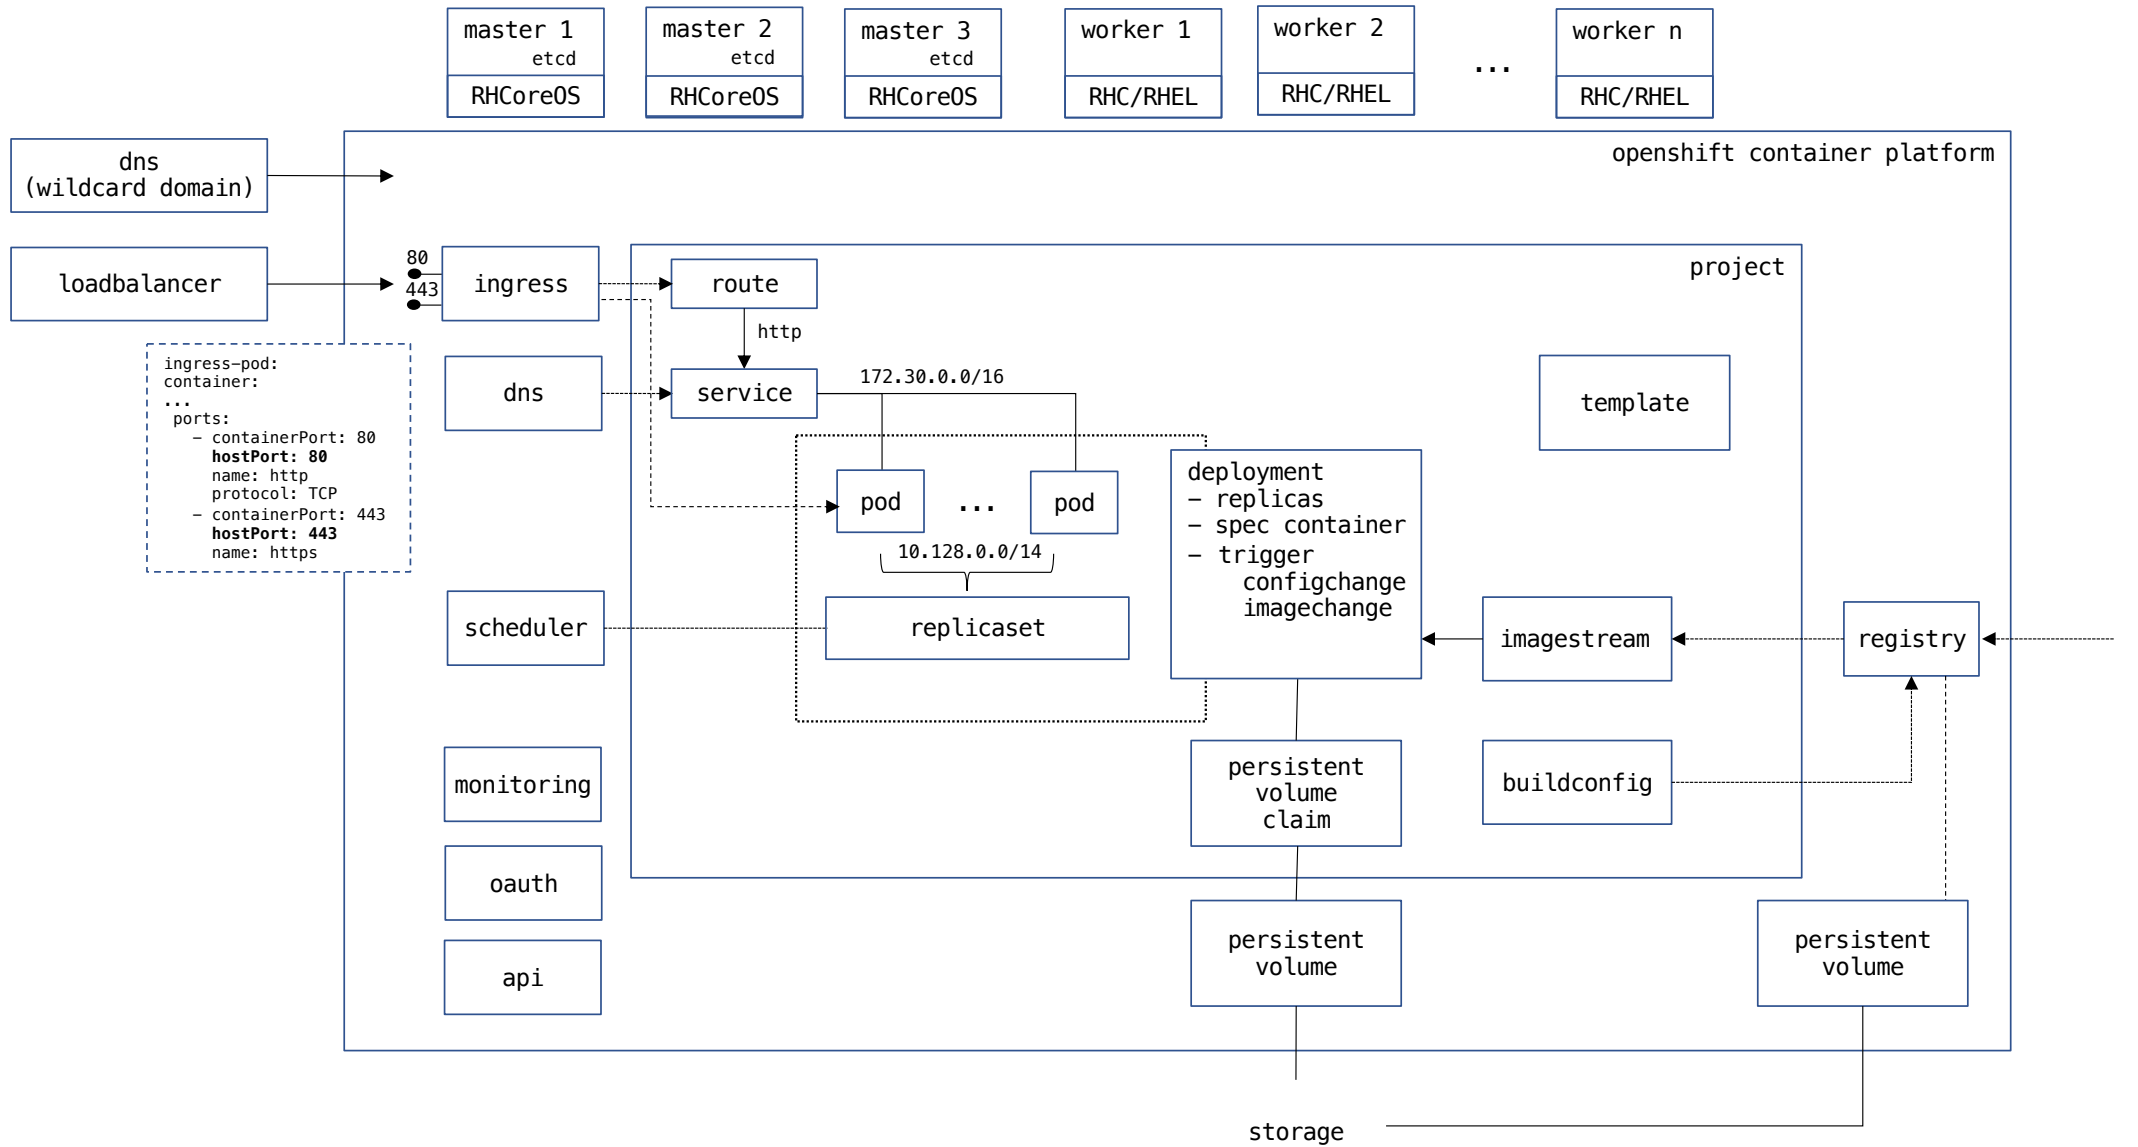 master 1
etcd
RHCoreOS
master 2
etcd
RHCoreOS
master 3
etcd
RHCoreOS
worker 1
RHC/RHEL
worker 2
RHC/RHEL
...
worker n
RHC/RHEL
openshift container platform
dns
(wildcard domain)
loadbalancer
80
443
ingress
route
project
http
ingress-pod:
container:
...
ports:
- containerPort: 80
hostPort: 80
name: http
protocol: TCP
- containerPort: 443
hostPort: 443
name: https
dns
service
172.30.0.0/16
template
pod
...
pod
10.128.0.0/14
deployment
- replicas
- spec container
- trigger
configchange
imagechange
scheduler
replicaset
imagestream
registry
monitoring
persistent
volume
claim
buildconfig
oauth
api
persistent
volume
persistent
volume
storage